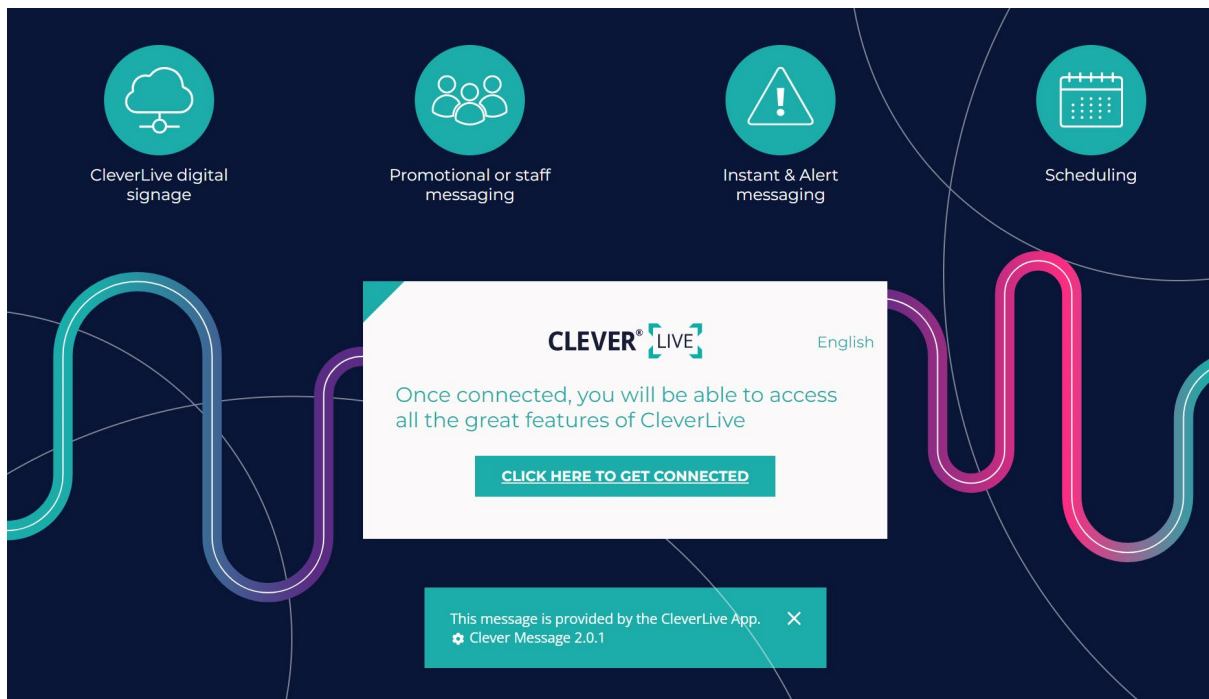 CleverLive digital
signage
Promotional or staff
messaging
Instant & Alert
messaging
Scheduling
CLEVER® LIVE
English
Once connected, you will be able to access
all the great features of CleverLive
CLICK HERE TO GET CONNECTED
This message is provided by the CleverLive App.
Clever Message 2.0.1